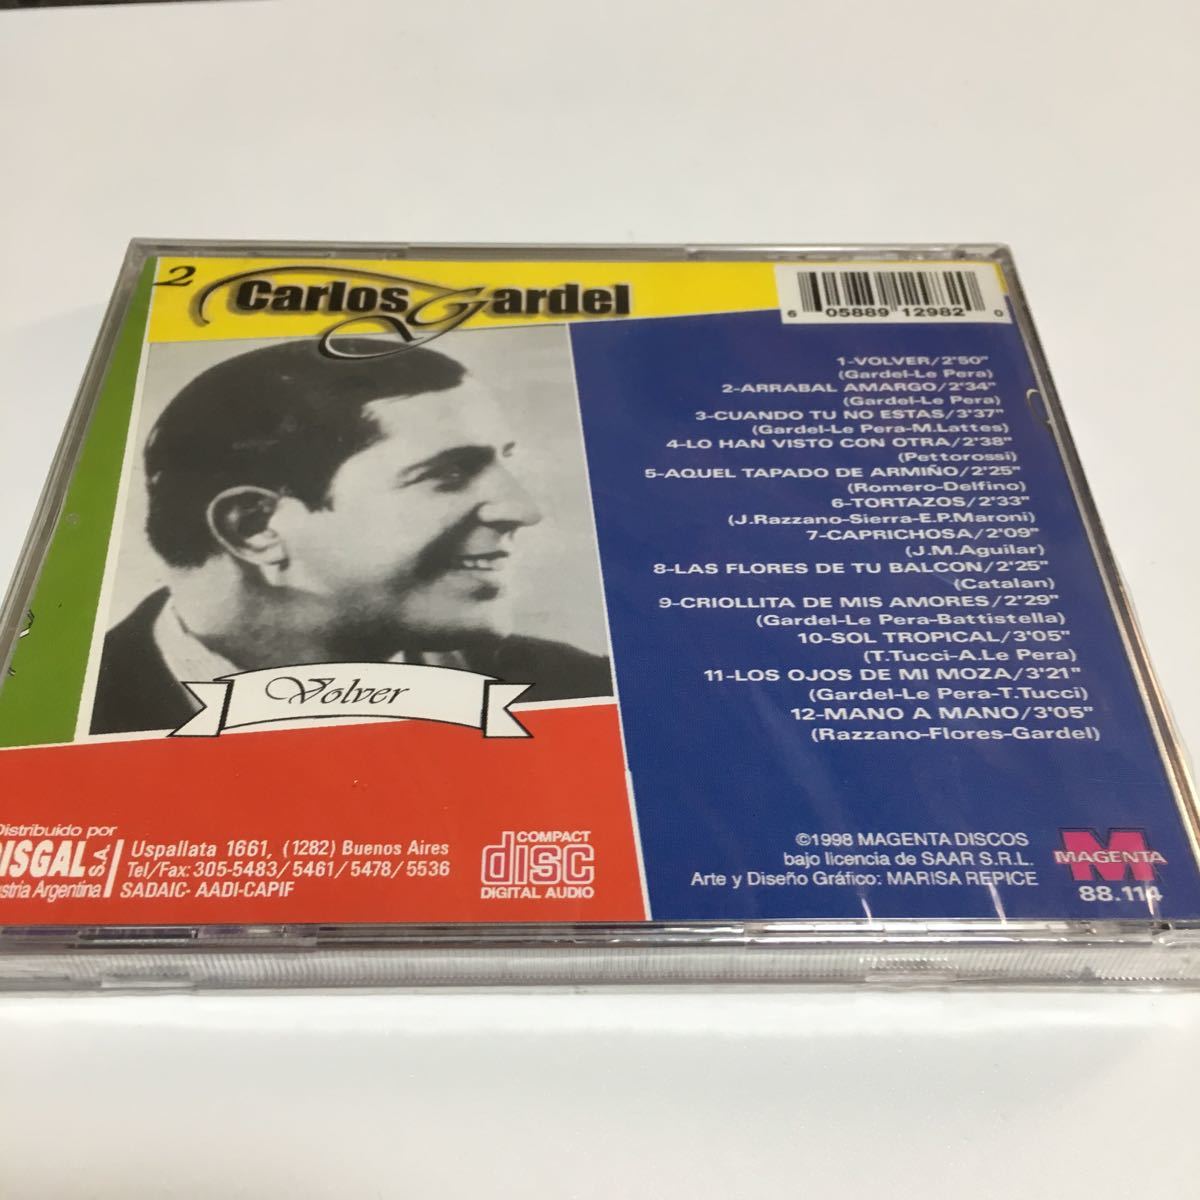 2
Carlos Gardel
6 05889 12982 0
1-VOLVER/2'50"
(Gardel-Le Pera)
2-ARRABAL AMARGO/2'34"
(Gardel-Le Pera)
3-CUANDO TU NO ESTAS/3'37"
(Gardel-Le Pera-M.Lattes)
4-LO HAN VISTO CON OTRA/2'38"
(Pettorossi)
5-AQUEL TAPADO DE ARMIÑO/2'25"
(Romero-Delfino)
6-TORTAZOS/2'33"
(J.Razzano-Sierra-E.P.Maroni)
7-CAPRICHOSA/2'09"
(J.M.Aguilar)
8-LAS FLORES DE TU BALCON/2'25"
(Catalan)
9-CRIOLLITA DE MIS AMORES/2'29"
(Gardel-Le Pera-Battistella)
10-SOL TROPICAL/3'05"
(T.Tucci-A.Le Pera)
11-LOS OJOS DE MI MOZA/3'21"
(Gardel-Le Pera-T.Tucci)
12-MANO A MANO/3'05"
(Razzano-Flores-Gardel)
Volver
Distribuido por
DISGAL S.A.
ustria Argentina
Uspallata 1661, (1282) Buenos Aires
Tel/Fax: 305-5483/5461/5478/5536
SADAIC- AADI-CAPIF
COMPACT
disc
DIGITAL AUDIO
©1998 MAGENTA DISCOS
bajo licencia de SAAR S.R.L.
Arte y Diseño Gráfico: MARISA REPICE
M
MAGENTA
88.114